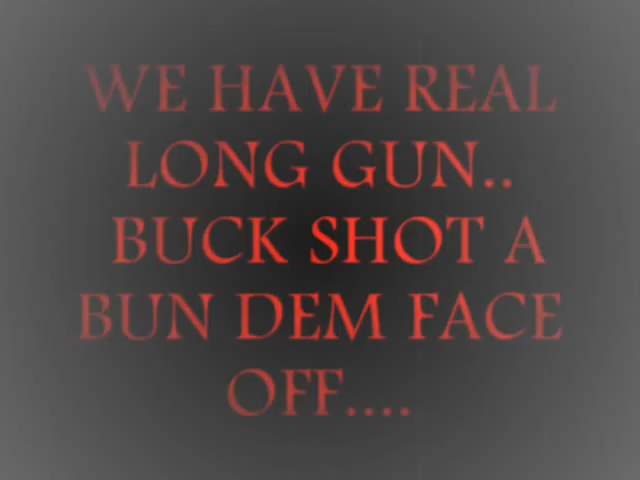 WE HAVE REAL
LONG GUN..
BUCK SHOT A
BUN DEM FACE
OFF....